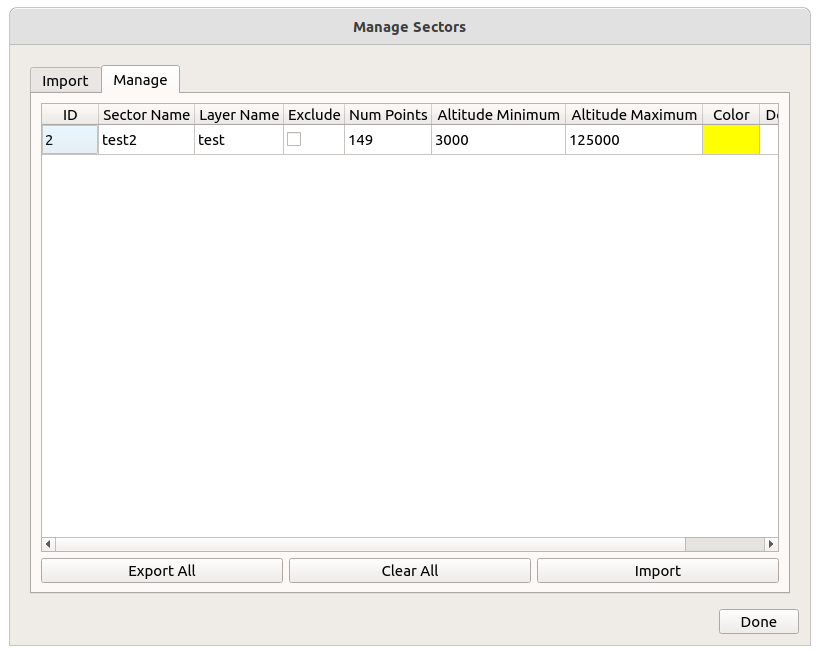 Manage Sectors
Import Manage
ID Sector Name Layer Name Exclude Num Points Altitude Minimum Altitude Maximum Color
2 test2 test 149 3000 125000
Export All Clear All Import
Done